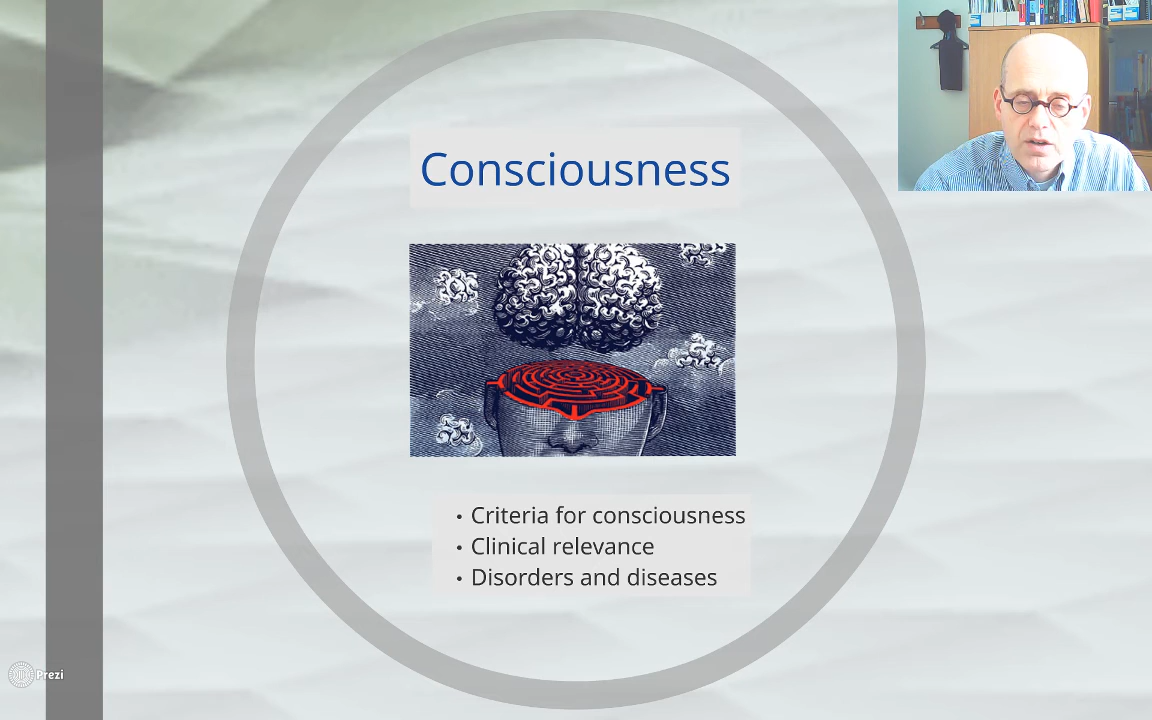 Consciousness
• Criteria for consciousness
• Clinical relevance
• Disorders and diseases
Prezi